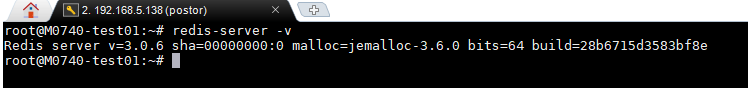 2. 192.168.5.138 (postor)
root@M0740-test01:~# redis-server -v
Redis server v=3.0.6 sha=00000000:0 malloc=jemalloc-3.6.0 bits=64 build=28b6715d3583bf8e
root@M0740-test01:~#